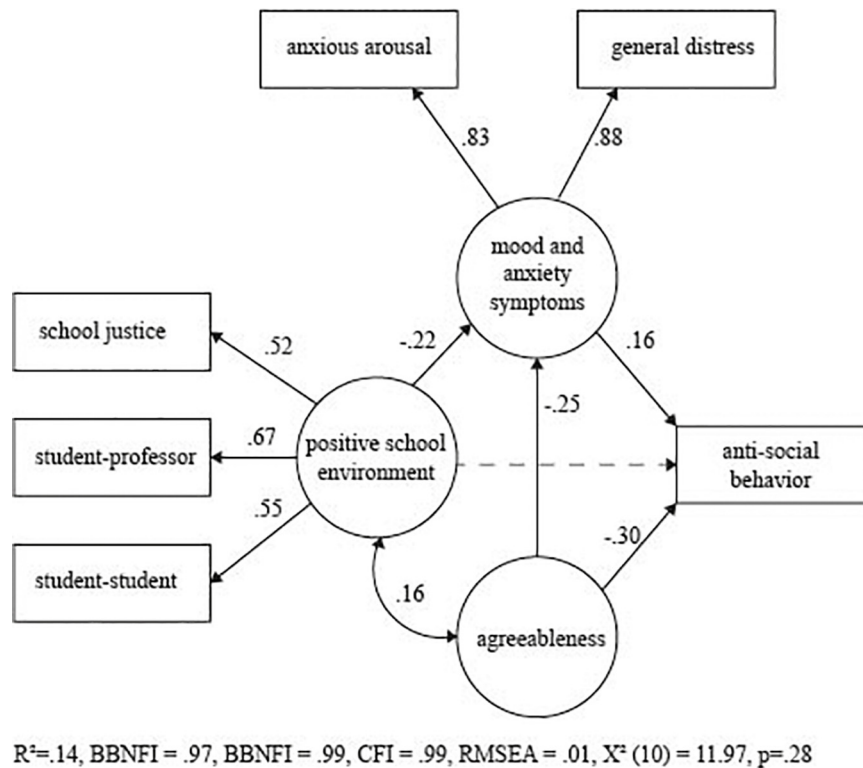 anxious arousal
general distress
.83
.88
mood and
anxiety
symptoms
school justice
.52
-.22
.16
-.25
student-professor
.67
positive school
environment
anti-social
behavior
.55
student-student
-.30
.16
agreeableness
R²=.14, BBNFI = .97, BBNFI = .99, CFI = .99, RMSEA = .01, X² (10) = 11.97, p=.28